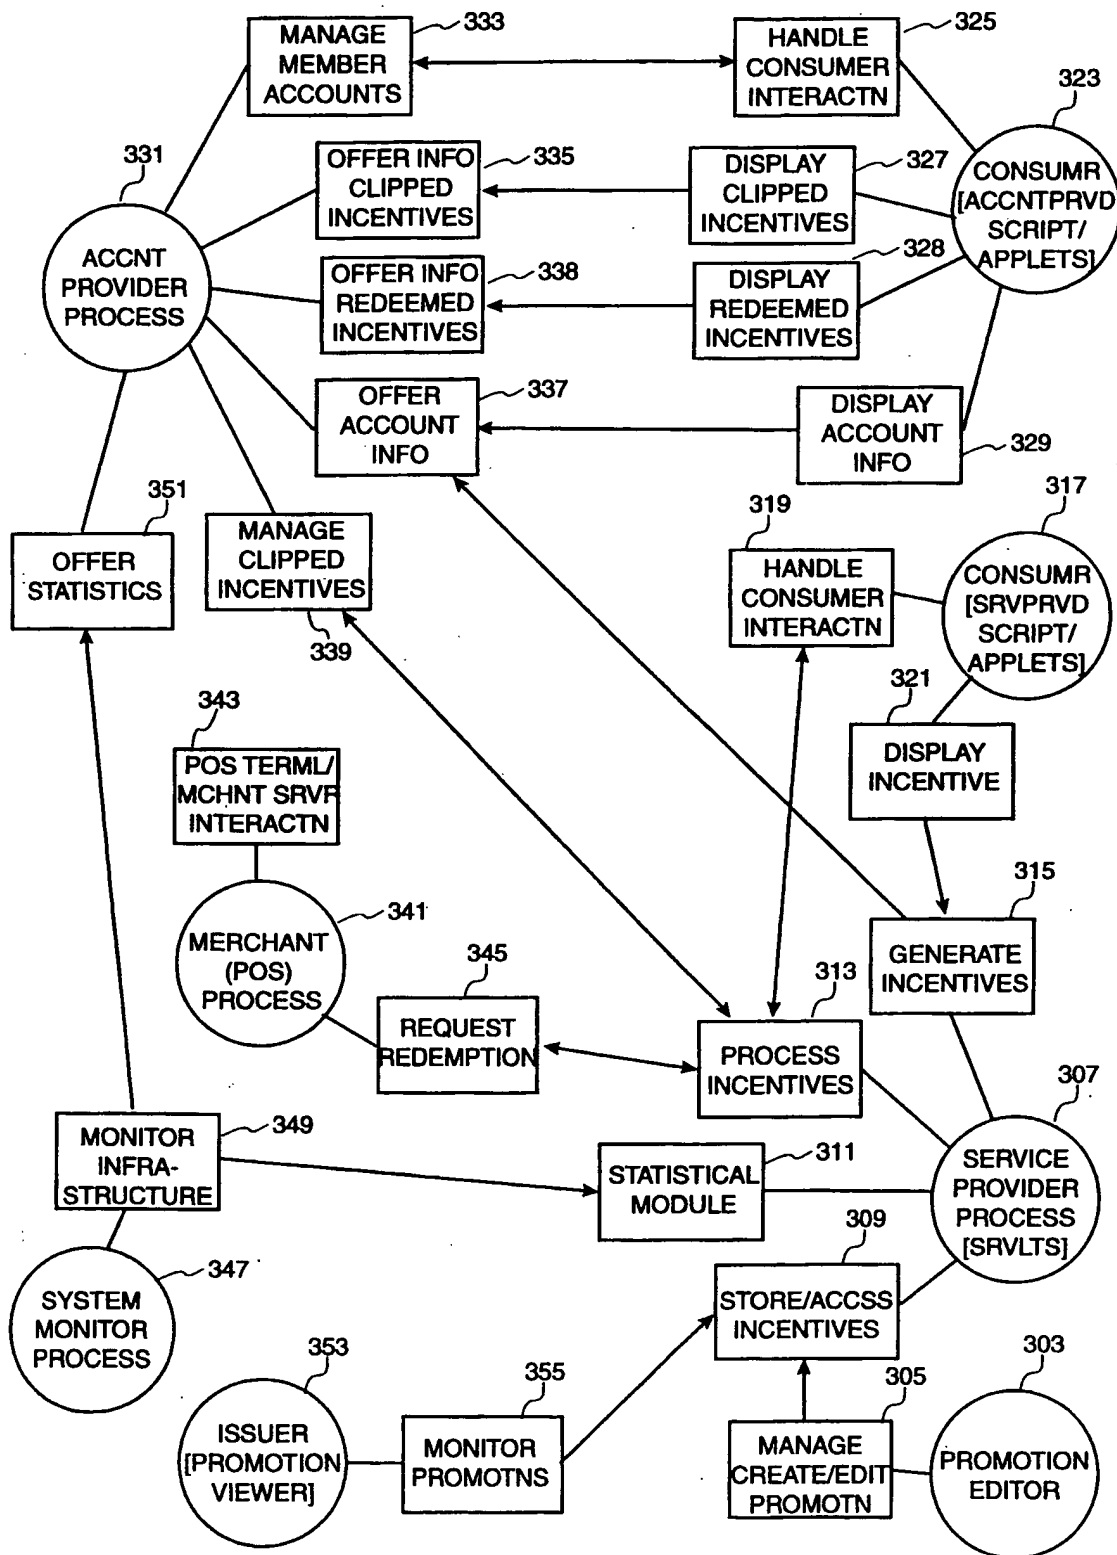 333
MANAGE
MEMBER
ACCOUNTS
325
HANDLE
CONSUMER
INTERACTN
323
CONSUMR
[ACCNTPRVD
SCRIPT/
APPLETS]
331
ACCNT
PROVIDER
PROCESS
335
OFFER INFO
CLIPPED
INCENTIVES
327
DISPLAY
CLIPPED
INCENTIVES
338
OFFER INFO
REDEEMED
INCENTIVES
328
DISPLAY
REDEEMED
INCENTIVES
337
OFFER
ACCOUNT
INFO
DISPLAY
ACCOUNT
INFO
329
351
OFFER
STATISTICS
MANAGE
CLIPPED
INCENTIVES
339
319
HANDLE
CONSUMER
INTERACTN
317
CONSUMR
[SRVPRVD
SCRIPT/
APPLETS]
321
DISPLAY
INCENTIVE
343
POS TERML/
MCHNT SRVR
INTERACTN
341
MERCHANT
(POS)
PROCESS
315
GENERATE
INCENTIVES
345
REQUEST
REDEMPTION
313
PROCESS
INCENTIVES
307
SERVICE
PROVIDER
PROCESS
[SRVLTS]
349
MONITOR
INFRA-
STRUCTURE
311
STATISTICAL
MODULE
347
SYSTEM
MONITOR
PROCESS
309
STORE/ACCSS
INCENTIVES
353
ISSUER
[PROMOTION
VIEWER]
355
MONITOR
PROMOTNS
305
MANAGE
CREATE/EDIT
PROMOTN
303
PROMOTION
EDITOR